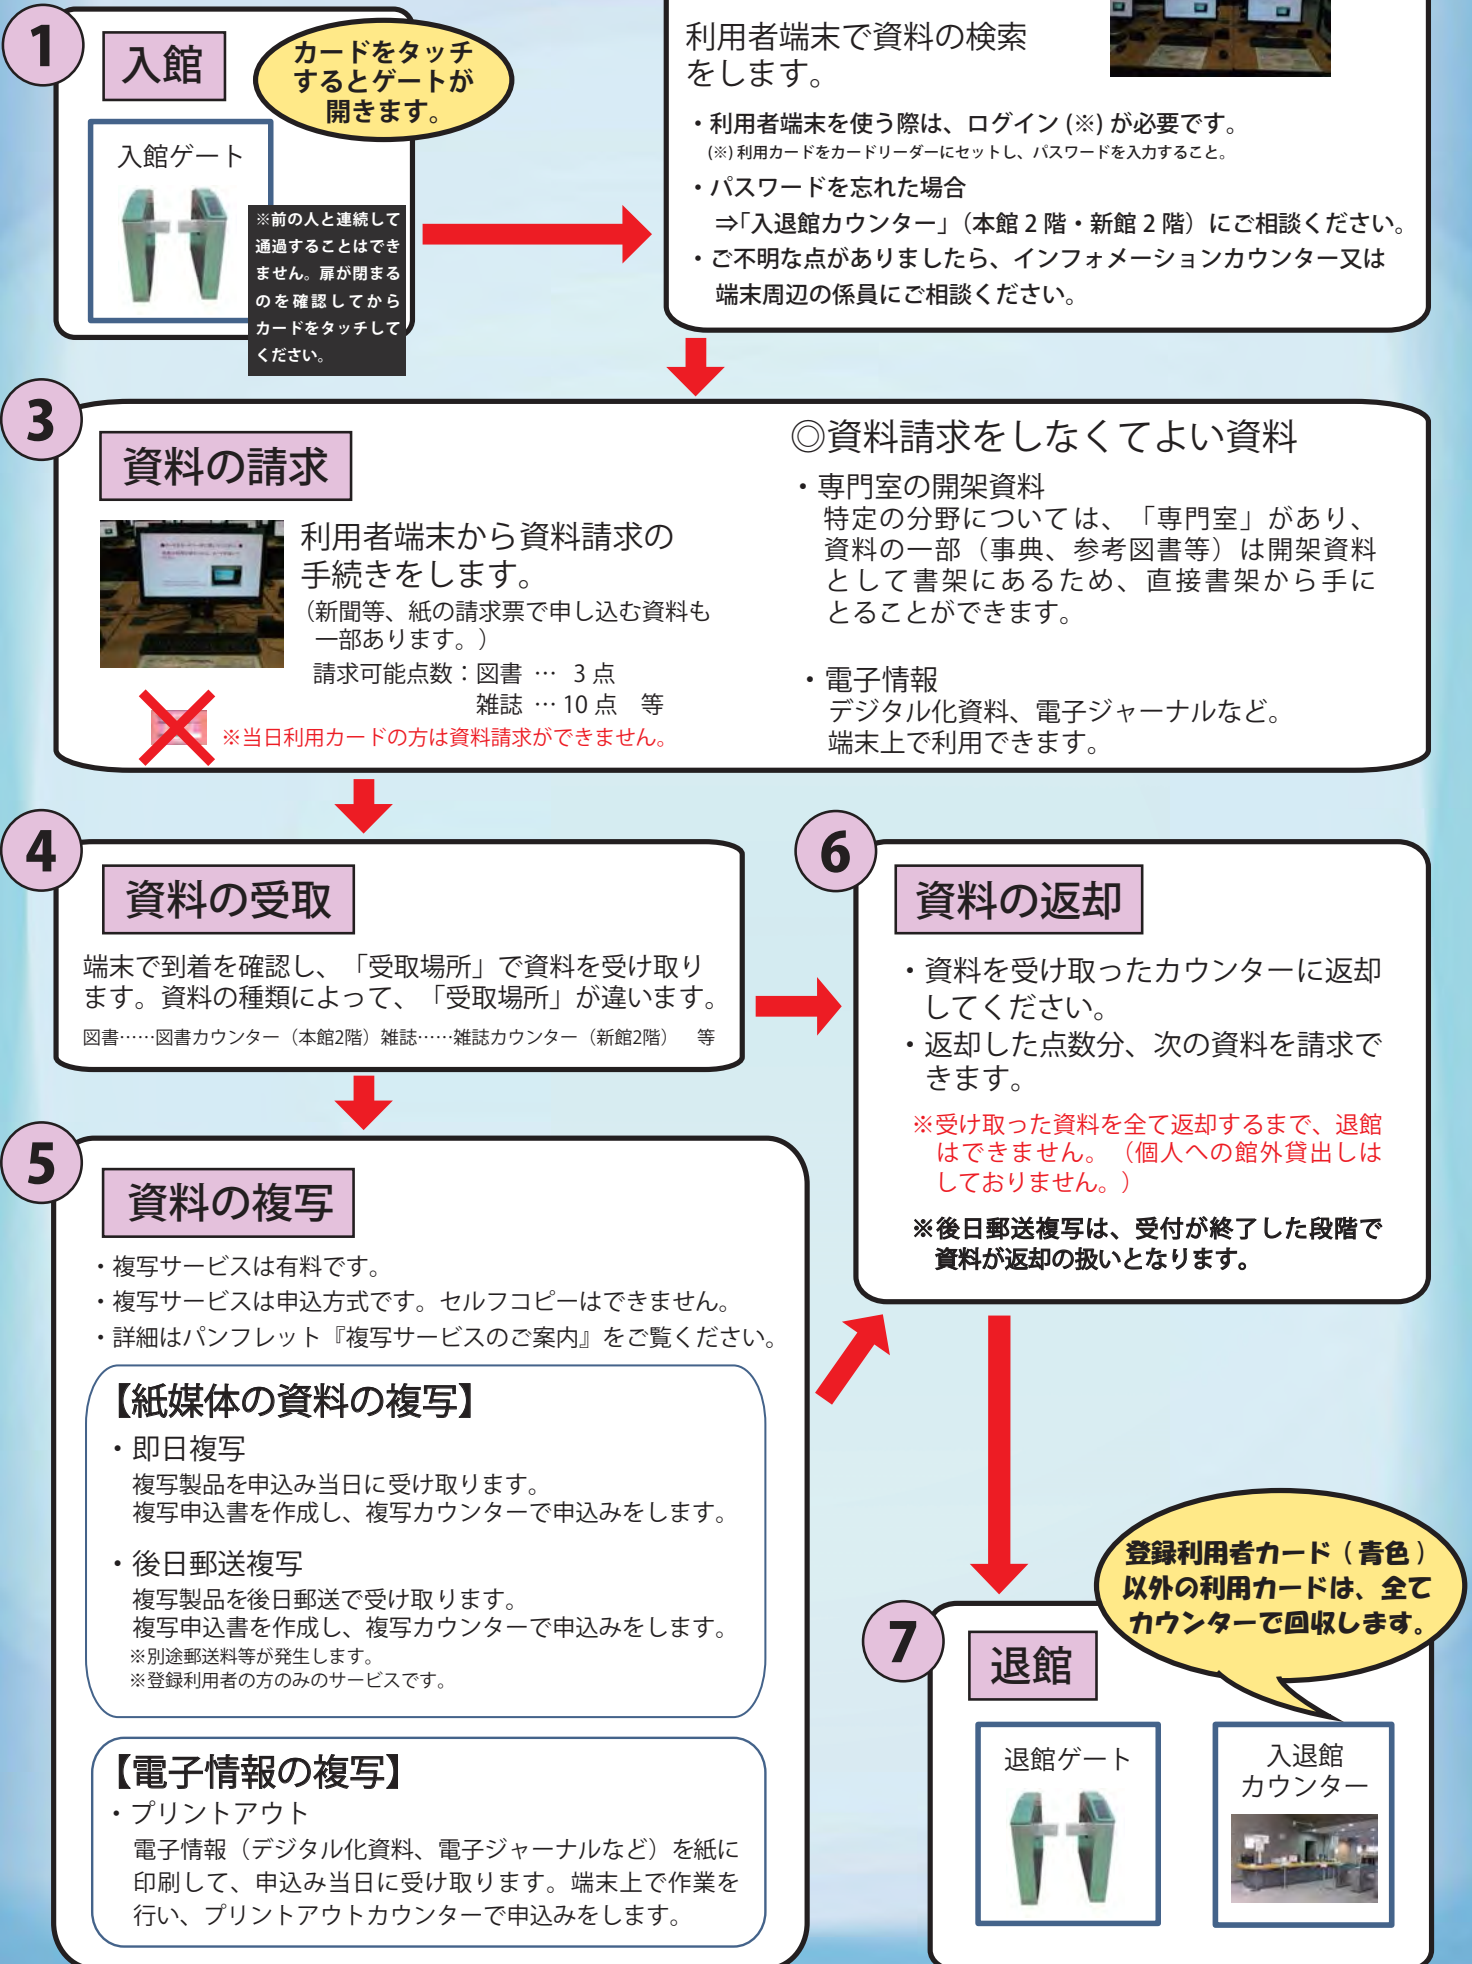 1
入館
カードをタッチ
するとゲートが
開きます。
入館ゲート
※前の人と連続して
通過することはでき
ません。扉が閉まる
のを確認してから
カードをタッチして
ください。
利用者端末で資料の検索
をします。
・利用者端末を使う際は、ログイン (※) が必要です。
(※) 利用カードをカードリーダーにセットし、パスワードを入力すること。
・パスワードを忘れた場合
⇒「入退館カウンター」（本館 2 階・新館 2 階）にご相談ください。
・ご不明な点がありましたら、インフォメーションカウンター又は
端末周辺の係員にご相談ください。
3
資料の請求
利用者端末から資料請求の
手続きをします。
（新聞等、紙の請求票で申し込む資料も
一部あります。）
請求可能点数：図書 … 3 点
雑誌 … 10 点　等
※当日利用カードの方は資料請求ができません。
◎資料請求をしなくてよい資料
・専門室の開架資料
特定の分野については、「専門室」があり、
資料の一部（事典、参考図書等）は開架資料
として書架にあるため、直接書架から手に
とることができます。
・電子情報
デジタル化資料、電子ジャーナルなど。
端末上で利用できます。
4
資料の受取
端末で到着を確認し、「受取場所」で資料を受け取り
ます。資料の種類によって、「受取場所」が違います。
図書……図書カウンター（本館2階）雑誌……雑誌カウンター（新館2階）　等
5
資料の複写
・複写サービスは有料です。
・複写サービスは申込方式です。セルフコピーはできません。
・詳細はパンフレット『複写サービスのご案内』をご覧ください。
【紙媒体の資料の複写】
・即日複写
複写製品を申込み当日に受け取ります。
複写申込書を作成し、複写カウンターで申込みをします。
・後日郵送複写
複写製品を後日郵送で受け取ります。
複写申込書を作成し、複写カウンターで申込みをします。
※別途郵送料等が発生します。
※登録利用者の方のみのサービスです。
【電子情報の複写】
・プリントアウト
電子情報（デジタル化資料、電子ジャーナルなど）を紙に
印刷して、申込み当日に受け取ります。端末上で作業を
行い、プリントアウトカウンターで申込みをします。
6
資料の返却
・資料を受け取ったカウンターに返却
してください。
・返却した点数分、次の資料を請求で
きます。
※受け取った資料を全て返却するまで、退館
はできません。（個人への館外貸出しは
しておりません。）
※後日郵送複写は、受付が終了した段階で
資料が返却の扱いとなります。
7
退館
登録利用者カード ( 青色 )
以外の利用カードは、全て
カウンターで回収します。
退館ゲート
入退館
カウンター